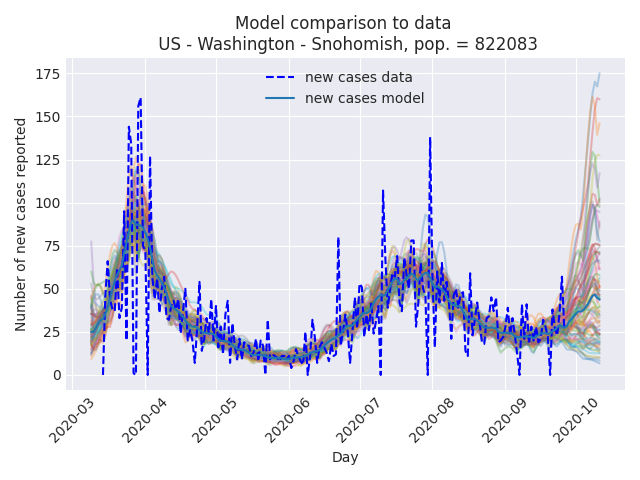 Model comparison to data
US - Washington - Snohomish, pop. = 822083
new cases data
new cases model
Number of new cases reported
175
150
125
100
75
50
25
0
2020-03
2020-04
2020-05
2020-06
2020-07
2020-08
2020-09
2020-10
Day